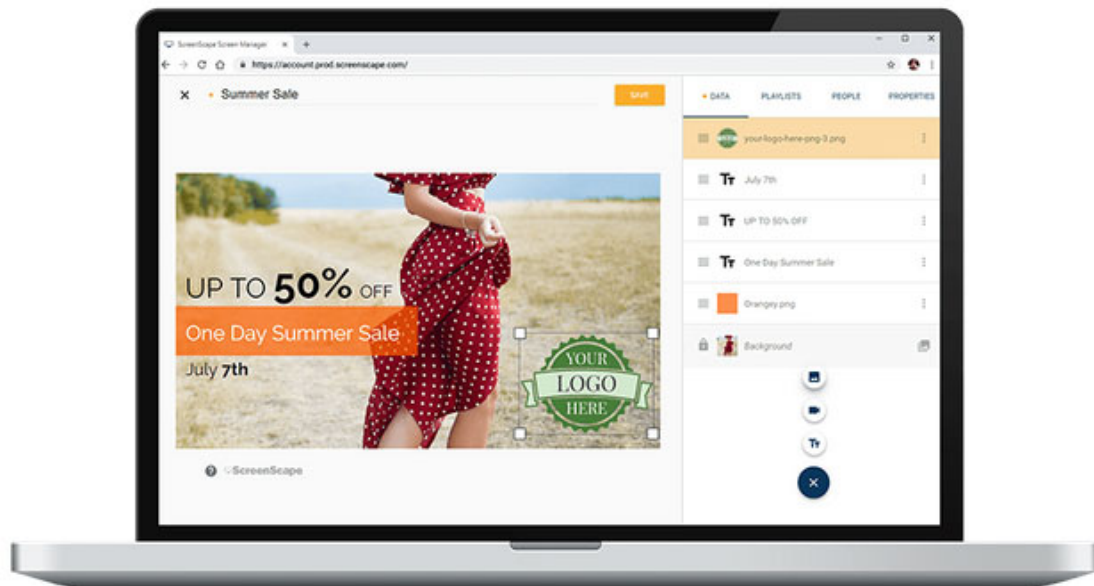 ScreenScape Screen Manager
https://account.prod.screenscape.com/
Summer Sale
SAVE
DATA PLAYLISTS PEOPLE PROPERTIES
your-logo-here-png-3.png
July 7th
UP TO 50% OFF
One Day Summer Sale
Orangey.png
Background
UP TO 50% OFF
One Day Summer Sale
July 7th
YOUR
LOGO
HERE
ScreenScape
Tт